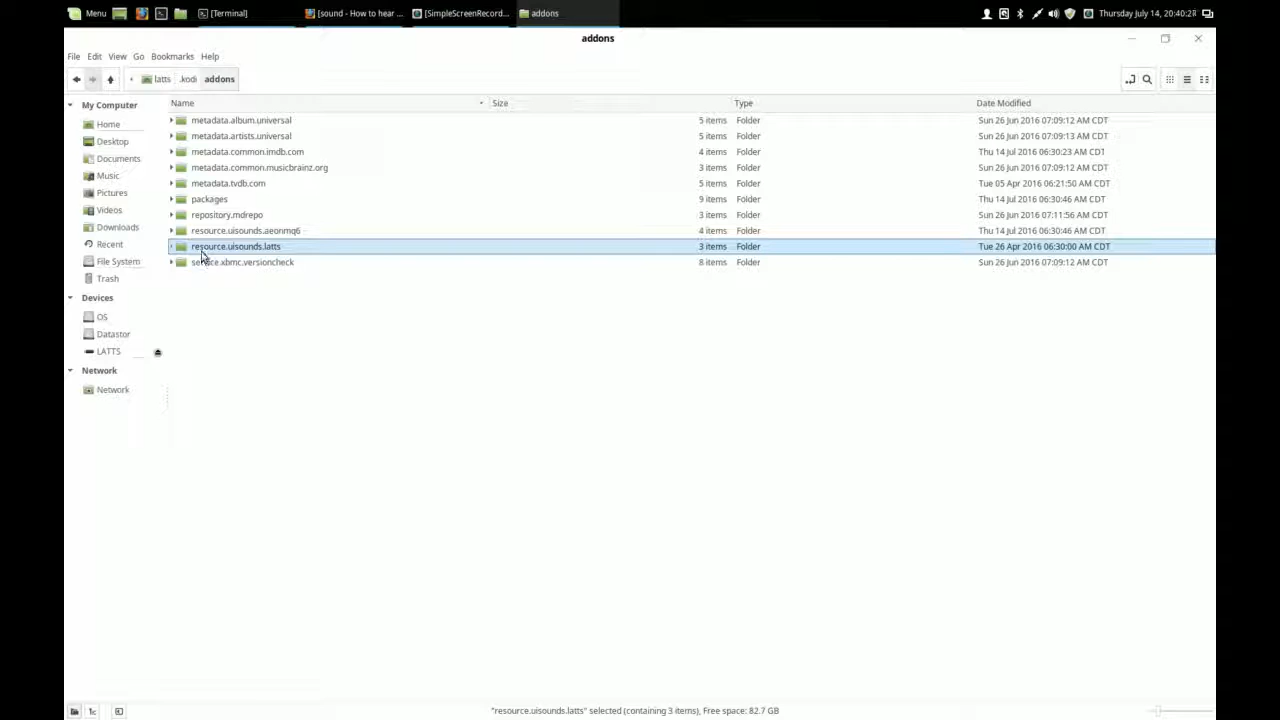 Menu [Terminal] [sound - How to hear ... [SimpleScreenRecord... addons Thursday July 14, 20:40:28
addons
File Edit View Go Bookmarks Help
latts .kodi addons
My Computer
Home
Desktop
Documents
Music
Pictures
Videos
Downloads
Recent
File System
Trash
Devices
OS
Datastor
LATTS
Network
Network
Name Size Type Date Modified
metadata.album.universal 5 items Folder Sun 26 Jun 2016 07:09:12 AM CDT
metadata.artists.universal 5 items Folder Sun 26 Jun 2016 07:09:13 AM CDT
metadata.common.imdb.com 4 items Folder Thu 14 Jul 2016 06:30:23 AM CDT
metadata.common.musicbrainz.org 3 items Folder Sun 26 Jun 2016 07:09:12 AM CDT
metadata.tvdb.com 5 items Folder Tue 05 Apr 2016 06:21:50 AM CDT
packages 9 items Folder Thu 14 Jul 2016 06:30:46 AM CDT
repository.mdrepo 3 items Folder Sun 26 Jun 2016 07:11:56 AM CDT
resource.uisounds.aeonmq6 4 items Folder Thu 14 Jul 2016 06:30:46 AM CDT
resource.uisounds.latts 3 items Folder Tue 26 Apr 2016 06:30:00 AM CDT
service.xbmc.versioncheck 8 items Folder Sun 26 Jun 2016 07:09:12 AM CDT
"resource.uisounds.latts" selected (containing 3 items), Free space: 82.7 GB